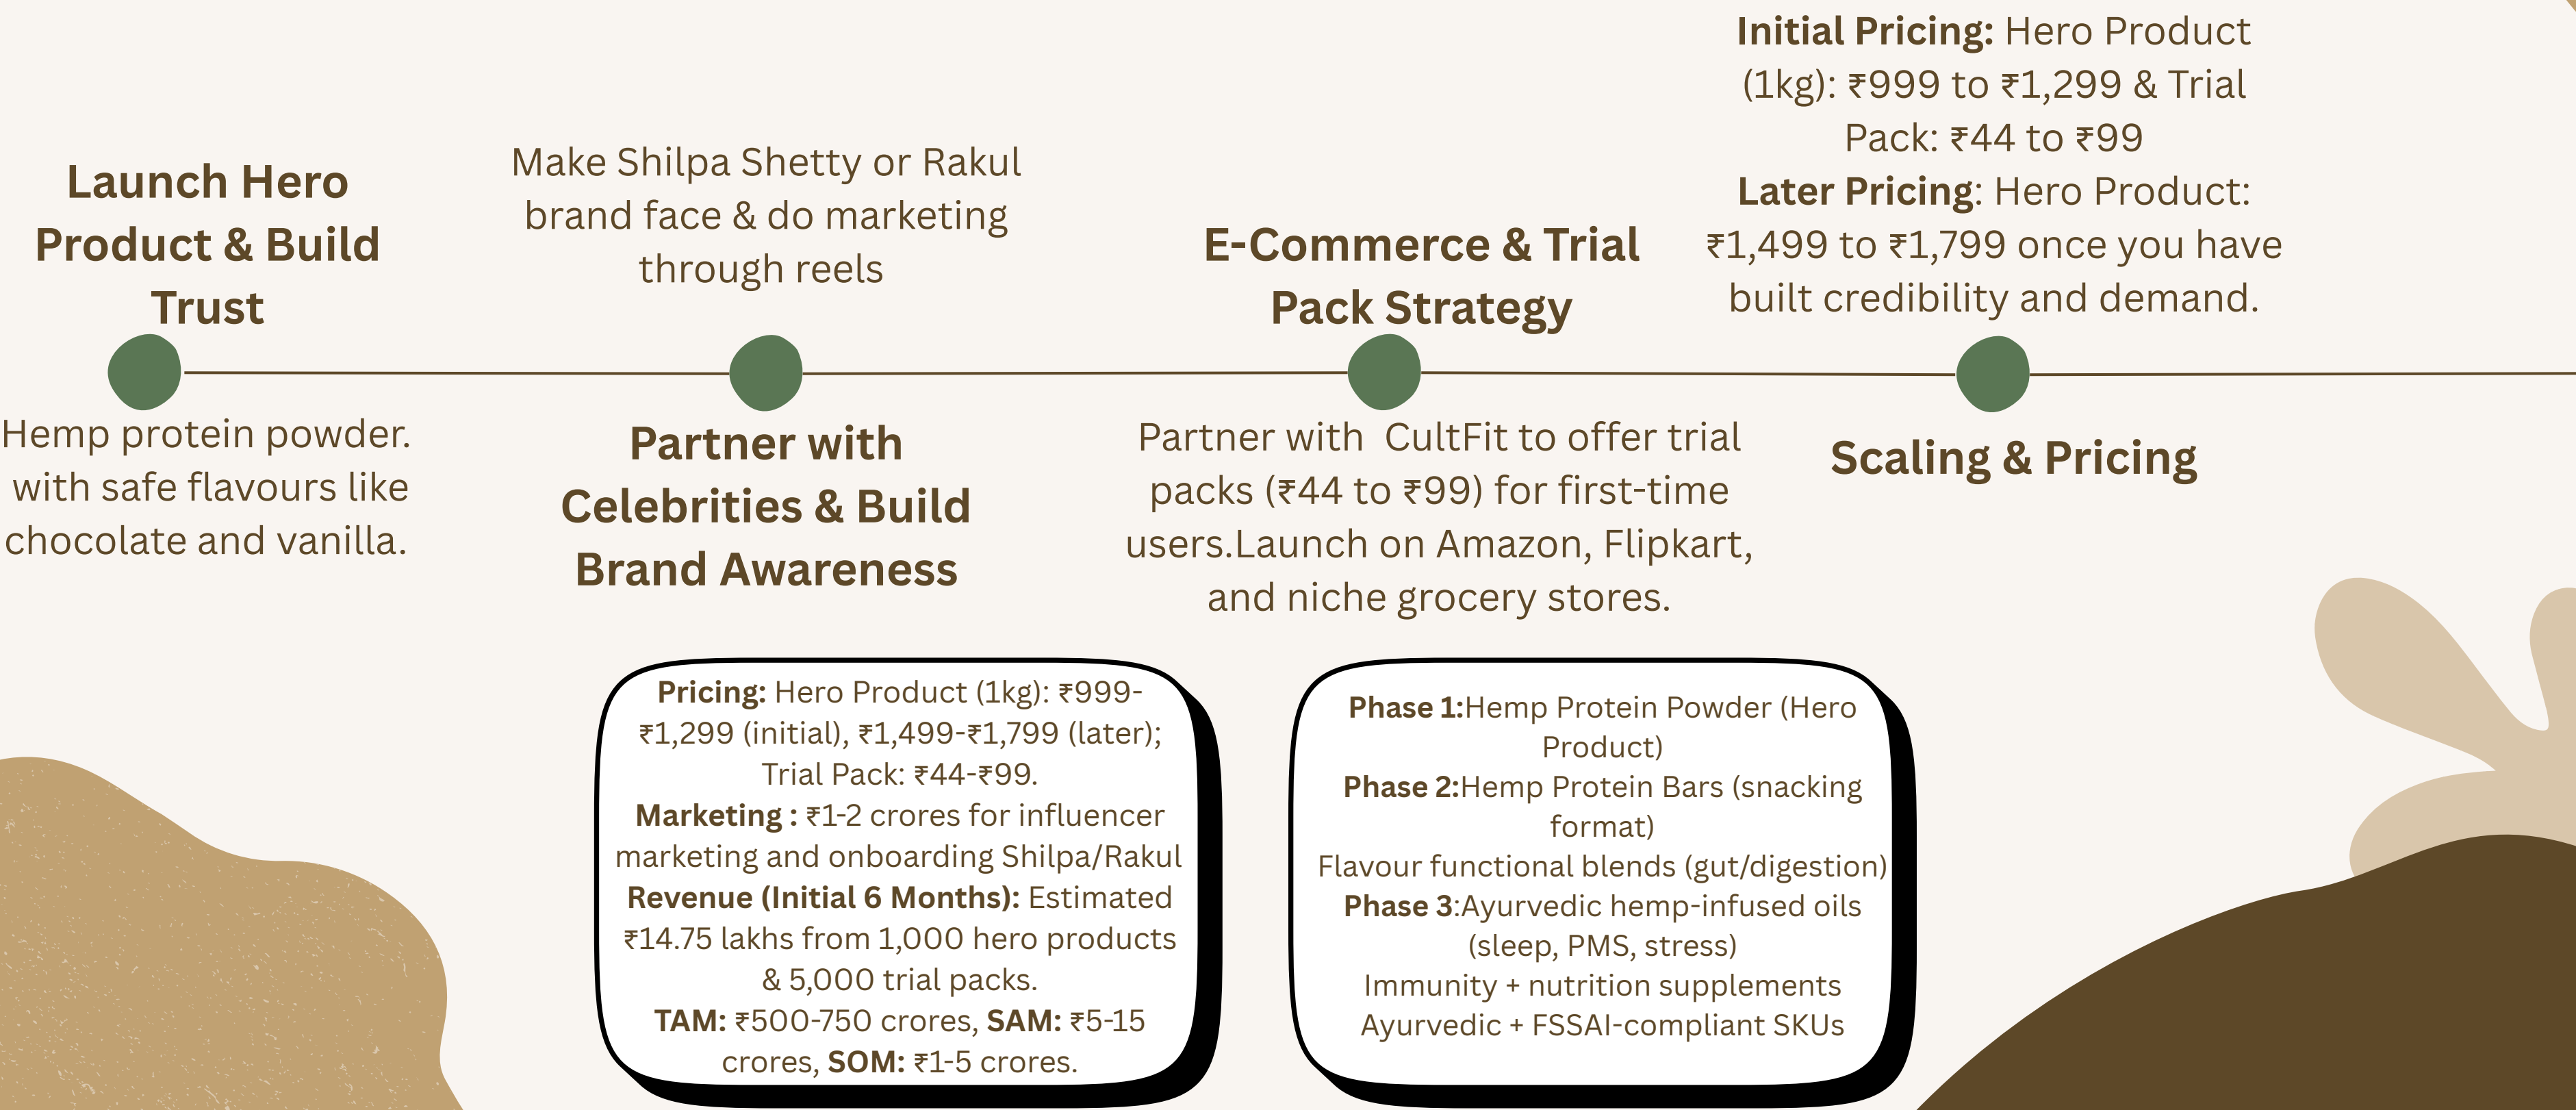 Launch Hero
Product & Build
Trust
Hemp protein powder.
with safe flavours like
chocolate and vanilla.
Make Shilpa Shetty or Rakul
brand face & do marketing
through reels
Partner with
Celebrities & Build
Brand Awareness
E-Commerce & Trial
Pack Strategy
Partner with  CultFit to offer trial
packs (₹44 to ₹99) for first-time
users.Launch on Amazon, Flipkart,
and niche grocery stores.
Initial Pricing: Hero Product
(1kg): ₹999 to ₹1,299 & Trial
Pack: ₹44 to ₹99
Later Pricing: Hero Product:
₹1,499 to ₹1,799 once you have
built credibility and demand.
Scaling & Pricing
Pricing: Hero Product (1kg): ₹999-
₹1,299 (initial), ₹1,499-₹1,799 (later);
Trial Pack: ₹44-₹99.
Marketing : ₹1-2 crores for influencer
marketing and onboarding Shilpa/Rakul
Revenue (Initial 6 Months): Estimated
₹14.75 lakhs from 1,000 hero products
& 5,000 trial packs.
TAM: ₹500-750 crores, SAM: ₹5-15
crores, SOM: ₹1-5 crores.
Phase 1:Hemp Protein Powder (Hero
Product)
Phase 2:Hemp Protein Bars (snacking
format)
Flavour functional blends (gut/digestion)
Phase 3:Ayurvedic hemp-infused oils
(sleep, PMS, stress)
Immunity + nutrition supplements
Ayurvedic + FSSAI-compliant SKUs